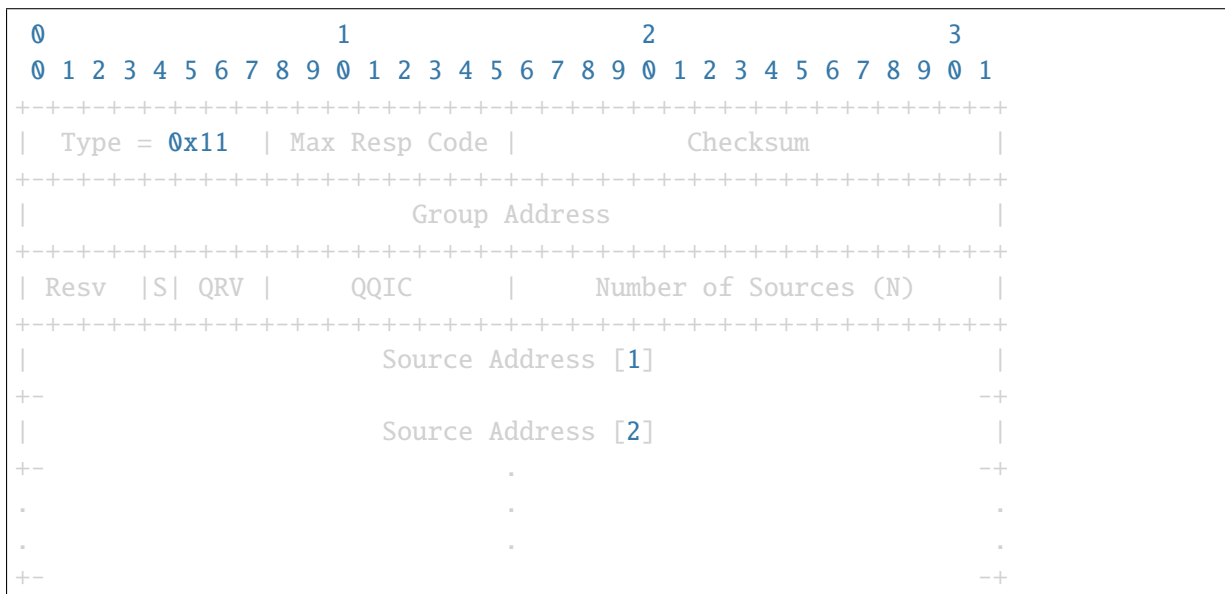 0                   1                   2                   3
 0 1 2 3 4 5 6 7 8 9 0 1 2 3 4 5 6 7 8 9 0 1 2 3 4 5 6 7 8 9 0 1
+-+-+-+-+-+-+-+-+-+-+-+-+-+-+-+-+-+-+-+-+-+-+-+-+-+-+-+-+-+-+-+-+
|  Type = 0x11  | Max Resp Code |           Checksum            |
+-+-+-+-+-+-+-+-+-+-+-+-+-+-+-+-+-+-+-+-+-+-+-+-+-+-+-+-+-+-+-+-+
|                         Group Address                         |
+-+-+-+-+-+-+-+-+-+-+-+-+-+-+-+-+-+-+-+-+-+-+-+-+-+-+-+-+-+-+-+-+
| Resv  |S| QRV |     QQIC      |     Number of Sources (N)     |
+-+-+-+-+-+-+-+-+-+-+-+-+-+-+-+-+-+-+-+-+-+-+-+-+-+-+-+-+-+-+-+-+
|                       Source Address [1]                      |
+-                                                             -+
|                       Source Address [2]                      |
+-                              .                              -+
.                               .                               .
.                               .                               .
+-                                                             -+